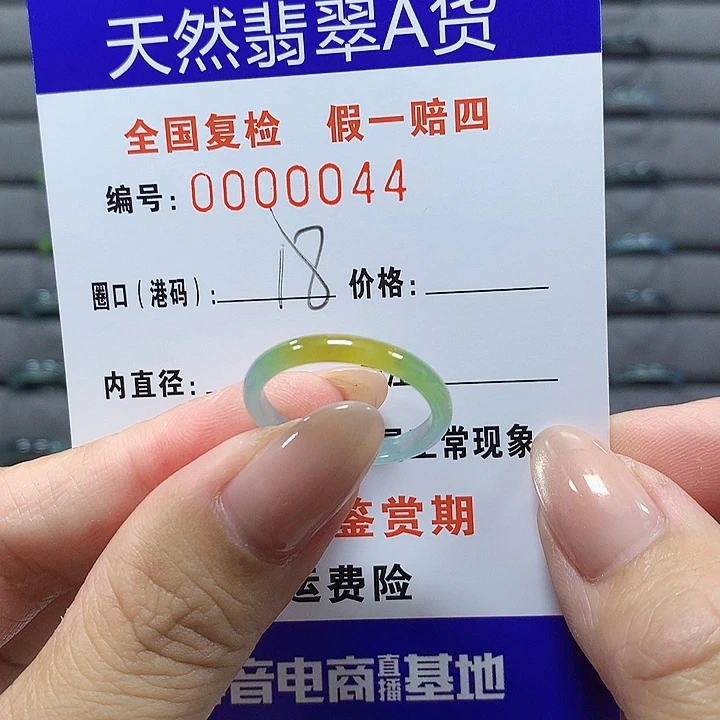 天然翡翠A货
全国复检 假一赔四
编号:0000044
圈口(港码):18 价格:
内直径:
正常现象
鉴赏期
运费险
音电商直播基地